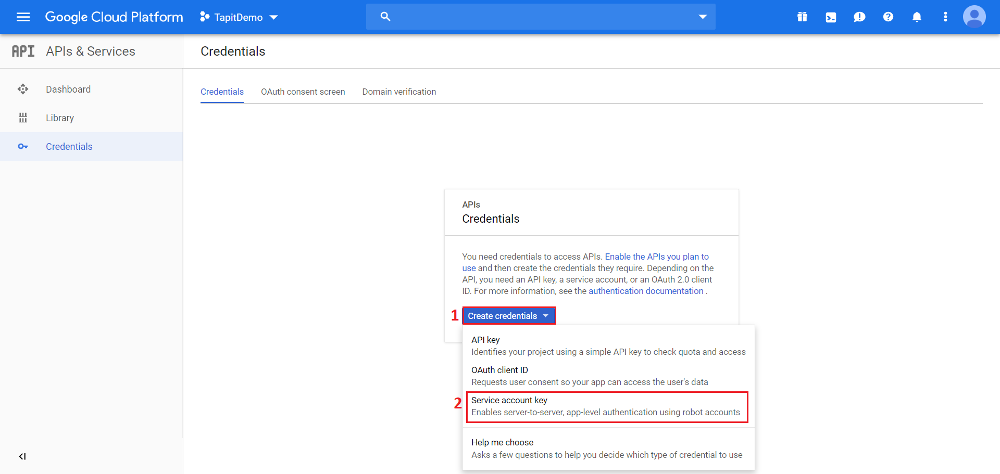 Google Cloud Platform
TapitDemo
API APIs & Services
Credentials
Dashboard
Library
Credentials
Credentials OAuth consent screen Domain verification
APIs
Credentials
You need credentials to access APIs. Enable the APIs you plan to
use and then create the credentials they require. Depending on the
API, you need an API key, a service account, or an OAuth 2.0 client
ID. For more information, see the authentication documentation .
1 Create credentials
API key
Identifies your project using a simple API key to check quota and access
OAuth client ID
Requests user consent so your app can access the user's data
2 Service account key
Enables server-to-server, app-level authentication using robot accounts
Help me choose
Asks a few questions to help you decide which type of credential to use